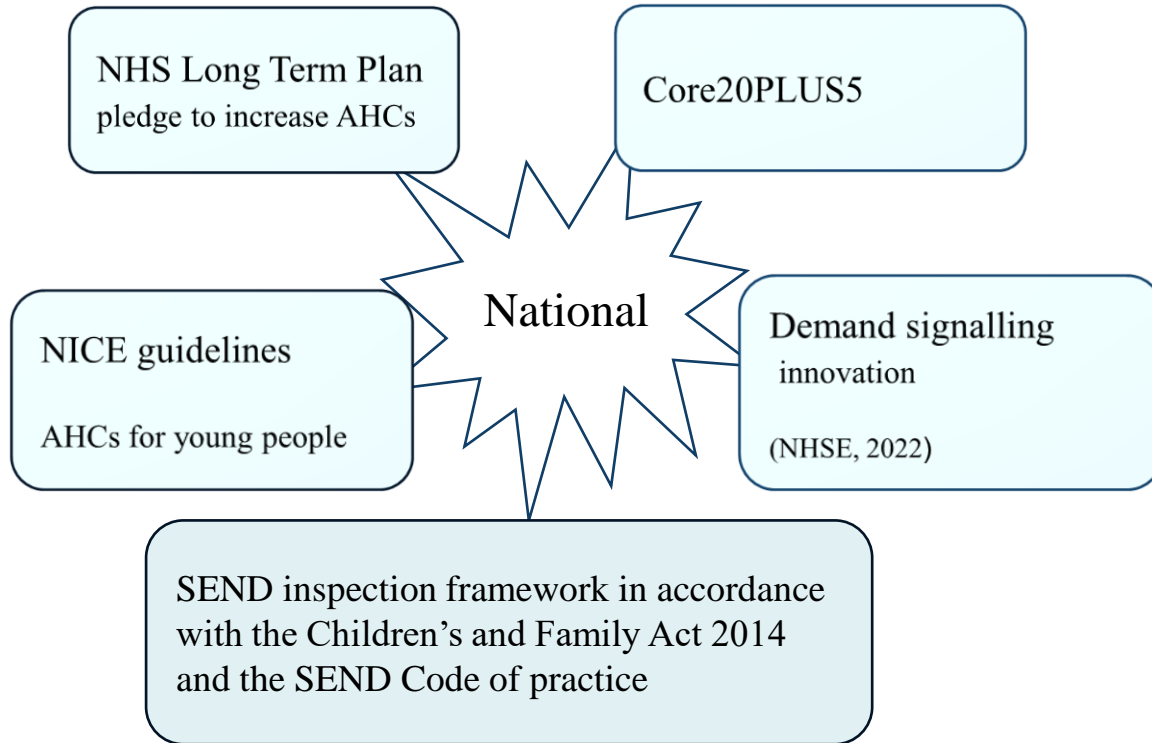 NHS Long Term Plan
pledge to increase AHCs
Core20PLUS5
National
NICE guidelines
AHCs for young people
Demand signalling
innovation
(NHSE, 2022)
SEND inspection framework in accordance
with the Children’s and Family Act 2014
and the SEND Code of practice